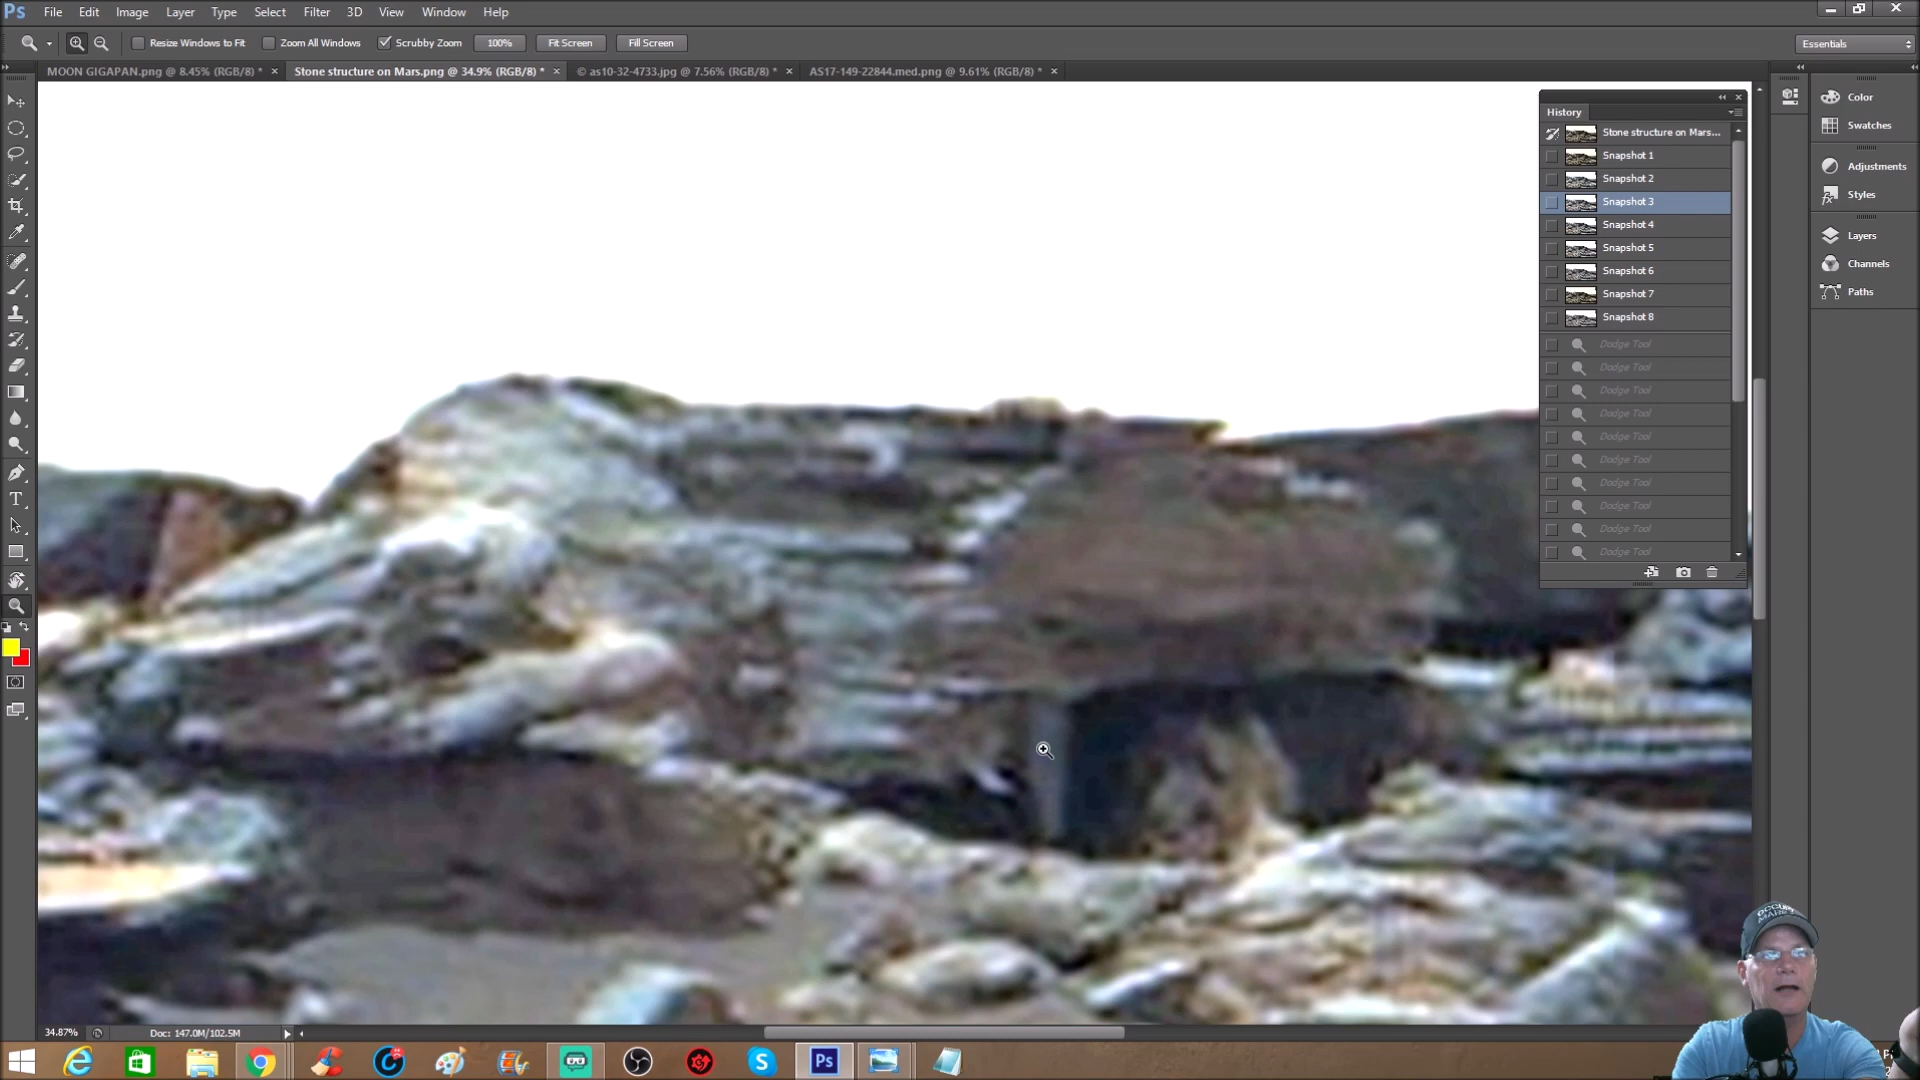 Ps File Edit Image Layer Type Select Filter 3D View Window Help
Resize Windows to Fit Zoom All Windows Scrubby Zoom 100% Fit Screen Fill Screen Essentials
MOON GIGAPAN.png @ 8.45% (RGB/8) * × Stone structure on Mars.png @ 34.9% (RGB/8) * × © as10-32-4733.jpg @ 7.56% (RGB/8) * × AS17-149-22844.med.png @ 9.61% (RGB/8) * ×
History
Stone structure on Mars...
Snapshot 1
Snapshot 2
Snapshot 3
Snapshot 4
Snapshot 5
Snapshot 6
Snapshot 7
Snapshot 8
Dodge Tool
Dodge Tool
Dodge Tool
Dodge Tool
Dodge Tool
Dodge Tool
Dodge Tool
Dodge Tool
Dodge Tool
Dodge Tool
Color
Swatches
Adjustments
Styles
Layers
Channels
Paths
T
OCCUPY
MARS
34.87% Doc: 147.0M/102.5M
Ps